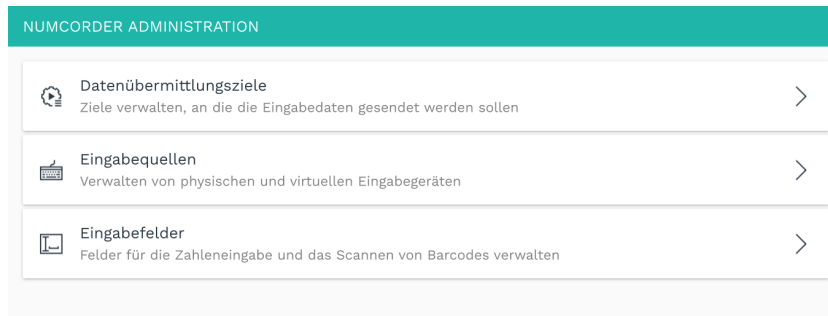 NUMCORDER ADMINISTRATION
Datenübermittlungsziele
Ziele verwalten, an die die Eingabedaten gesendet werden sollen
Eingabequellen
Verwalten von physischen und virtuellen Eingabegeräten
Eingabefelder
Felder für die Zahleneingabe und das Scannen von Barcodes verwalten